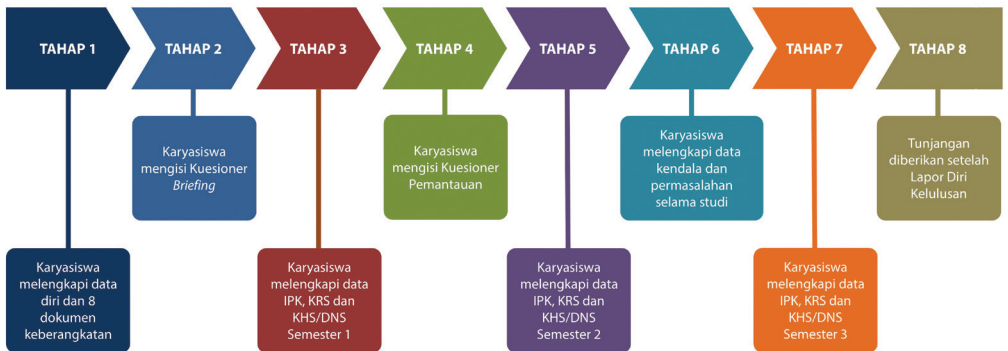 TAHAP 1
TAHAP 2
TAHAP 3
TAHAP 4
TAHAP 5
TAHAP 6
TAHAP 7
TAHAP 8
Karyasiswa
mengisi Kuesioner
Briefing
Karyasiswa
mengisi Kuesioner
Pemantauan
Karyasiswa
melengkapi data
kendala dan
permasalahan
selama studi
Tunjangan
diberikan setelah
Lapor Diri
Kelulusan
Karyasiswa
melengkapi data
diri dan 8
dokumen
keberangkatan
Karyasiswa
melengkapi data
IPK, KRS dan
KHS/DNS
Semester 1
Karyasiswa
melengkapi data
IPK, KRS dan
KHS/DNS
Semester 2
Karyasiswa
melengkapi data
IPK, KRS dan
KHS/DNS
Semester 3